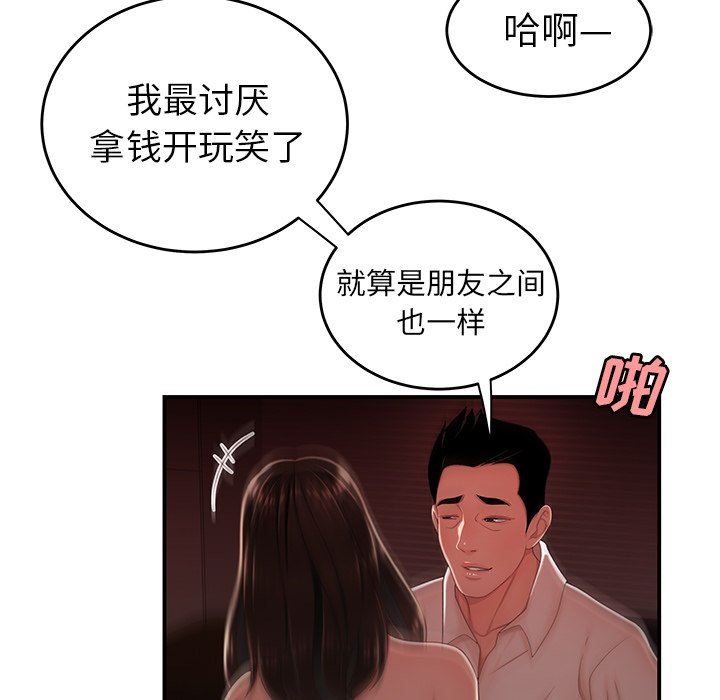 哈啊—
我最讨厌
拿钱开玩笑了
就算是朋友之间
也一样
啪